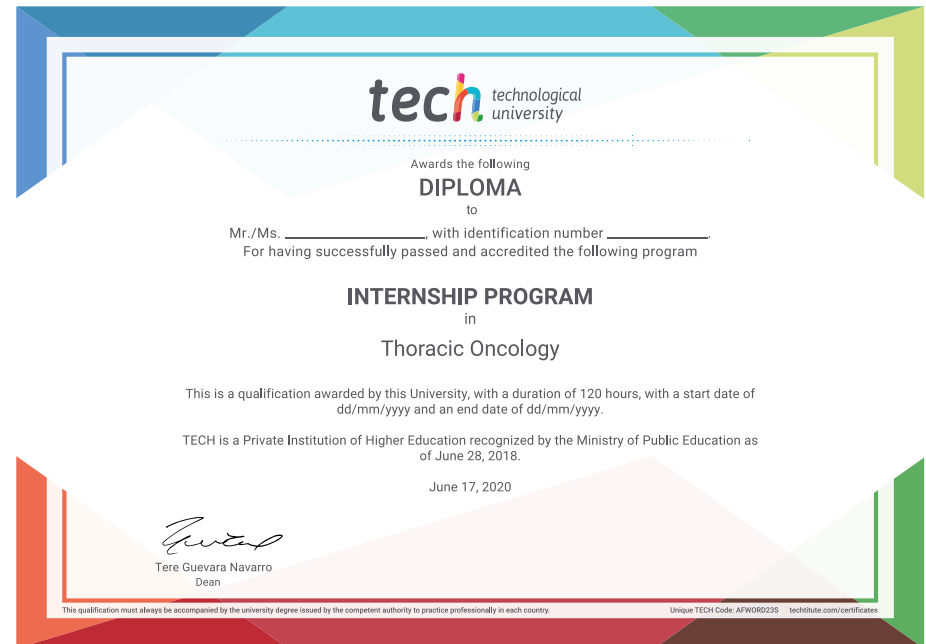 tech technological
university
Awards the following
DIPLOMA
to
Mr./Ms. ____________________, with identification number ______________.
For having successfully passed and accredited the following program
INTERNSHIP PROGRAM
in
Thoracic Oncology
This is a qualification awarded by this University, with a duration of 120 hours, with a start date of
dd/mm/yyyy and an end date of dd/mm/yyyy.
TECH is a Private Institution of Higher Education recognized by the Ministry of Public Education as
of June 28, 2018.
June 17, 2020
Tere Guevara Navarro
Dean
This qualification must always be accompanied by the university degree issued by the competent authority to practice professionally in each country. Unique TECH Code: AFWORD23S techtitute.com/certificates